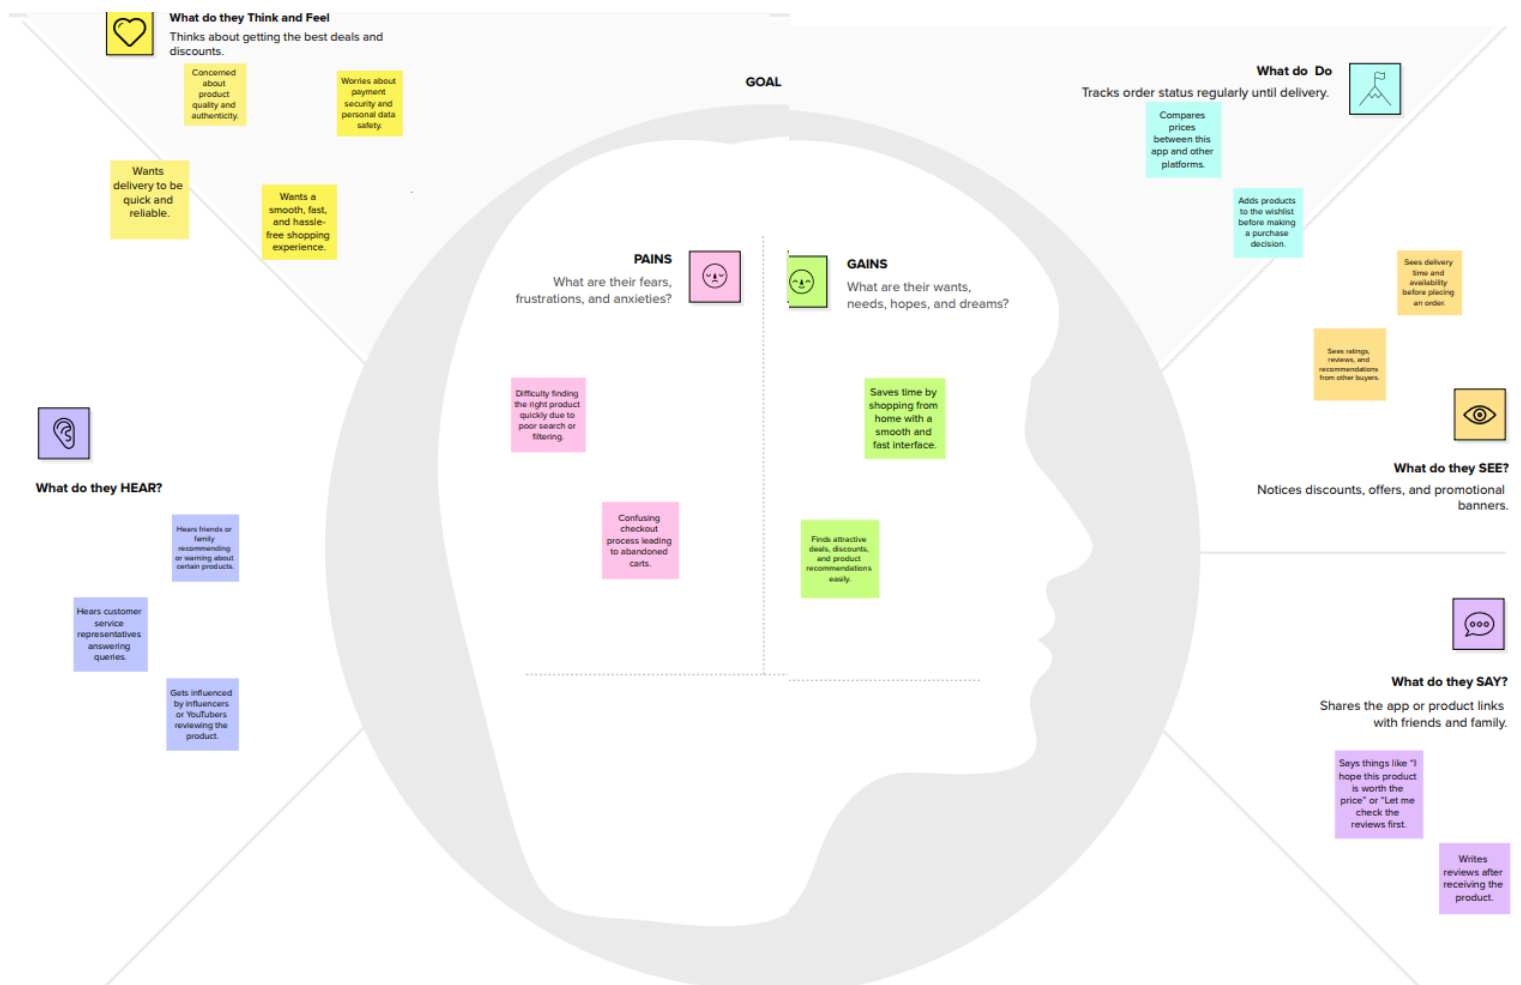 What do they Think and Feel
Thinks about getting the best deals and
discounts.
Concerned
about
product
quality and
authenticity.
Worries about
payment
security and
personal data
safety.
Wants
delivery to be
quick and
reliable.
Wants a
smooth, fast,
and hassle-
free shopping
experience.
GOAL
What do  Do
Tracks order status regularly until delivery.
Compares
prices
between this
app and other
platforms.
Adds products
to the wishlist
before making
a purchase
decision.
PAINS
What are their fears,
frustrations, and anxieties?
GAINS
What are their wants,
needs, hopes, and dreams?
Difficulty finding
the right product
quickly due to
poor search or
filtering.
Confusing
checkout
process leading
to abandoned
carts.
Saves time by
shopping from
home with a
smooth and
fast interface.
Finds attractive
deals, discounts,
and product
recommendations
easily.
Sees delivery
time and
availability
before placing
an order.
Sees ratings,
reviews, and
recommendations
from other buyers.
What do they SEE?
Notices discounts, offers, and promotional
banners.
What do they HEAR?
Hears friends or
family
recommending
or warning about
certain products.
Hears customer
service
representatives
answering
queries.
Gets influenced
by influencers
or YouTubers
reviewing the
product.
What do they SAY?
Shares the app or product links
with friends and family.
Says things like "I
hope this product
is worth the
price" or "Let me
check the
reviews first.
Writes
reviews after
receiving the
product.